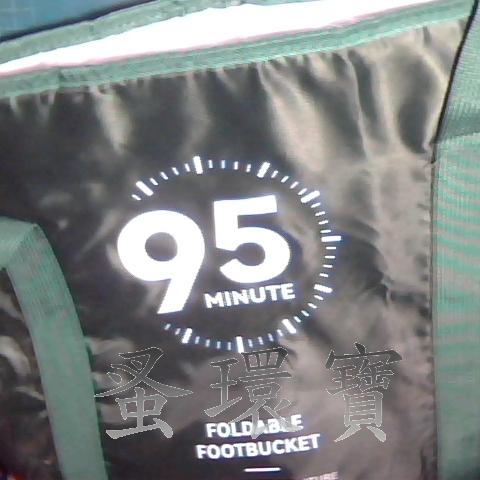 95
MINUTE
蚤環寶
FOLDABLE
FOOTBUCKET